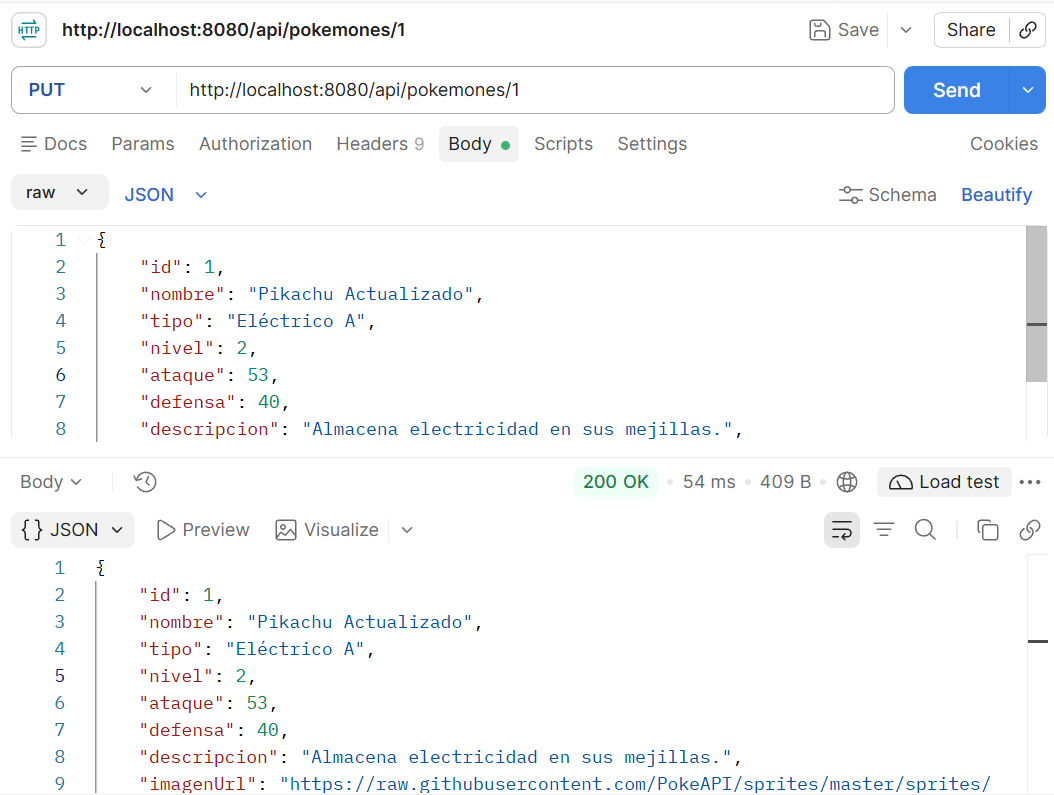 HTTP http://localhost:8080/api/pokemones/1 Save Share
PUT http://localhost:8080/api/pokemones/1 Send
Docs Params Authorization Headers 9 Body Scripts Settings Cookies
raw JSON Schema Beautify
1 {
2 "id": 1,
3 "nombre": "Pikachu Actualizado",
4 "tipo": "Eléctrico A",
5 "nivel": 2,
6 "ataque": 53,
7 "defensa": 40,
8 "descripcion": "Almacena electricidad en sus mejillas.",
Body 200 OK • 54 ms • 409 B • Load test
{} JSON Preview Visualize
1 {
2 "id": 1,
3 "nombre": "Pikachu Actualizado",
4 "tipo": "Eléctrico A",
5 "nivel": 2,
6 "ataque": 53,
7 "defensa": 40,
8 "descripcion": "Almacena electricidad en sus mejillas.",
9 "imagenUrl": "https://raw.githubusercontent.com/PokeAPI/sprites/master/sprites/